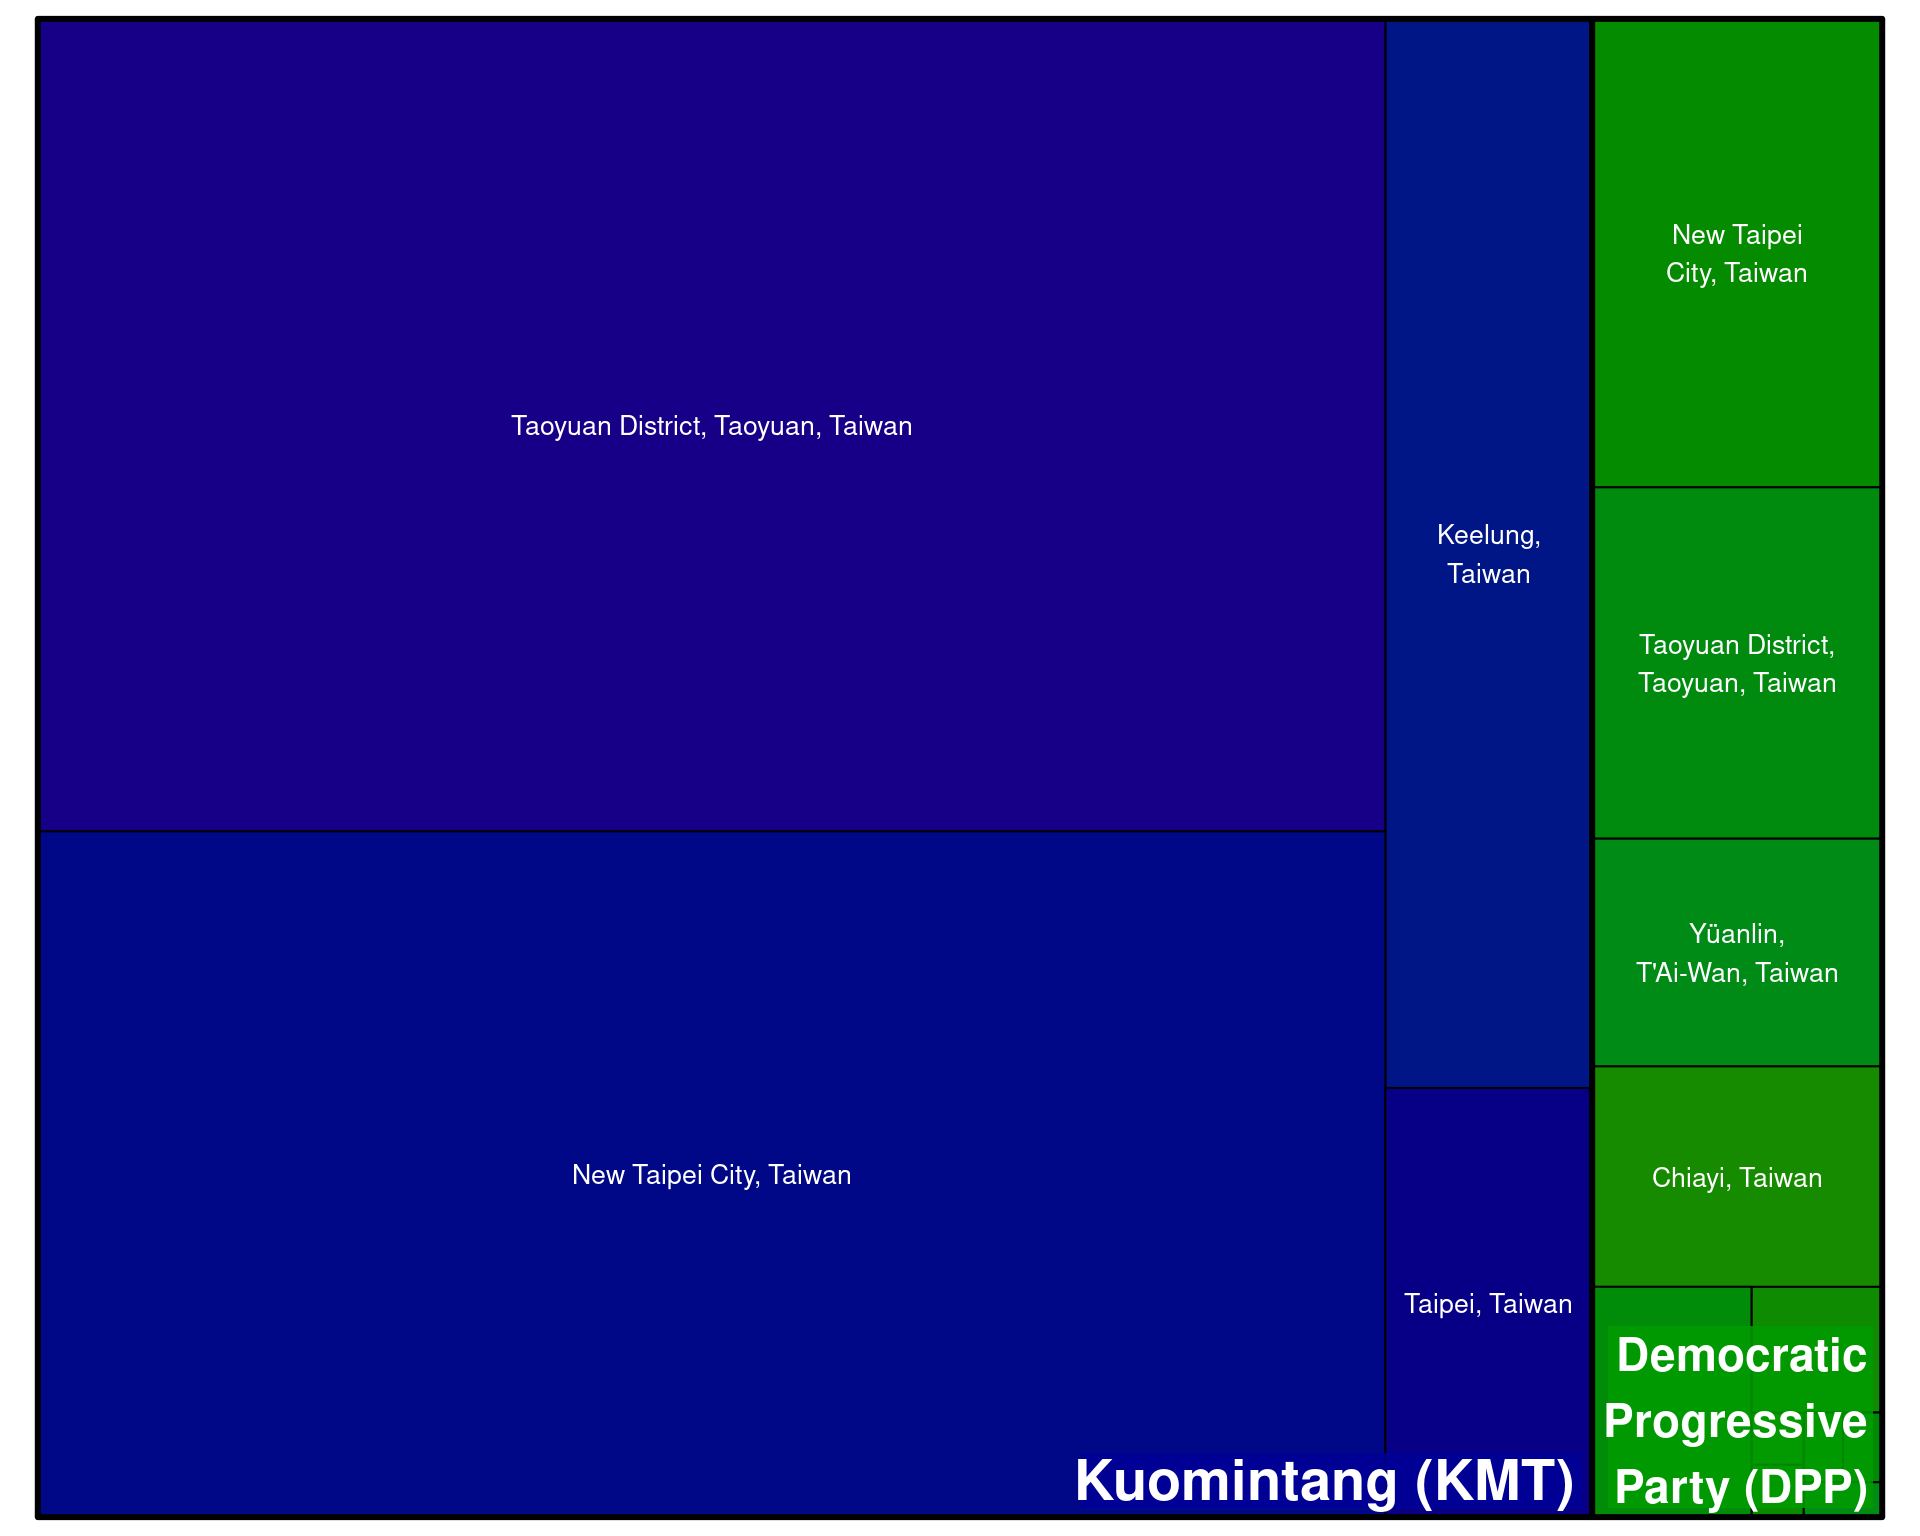 Taoyuan District, Taoyuan, Taiwan
New Taipei City, Taiwan
Keelung,
Taiwan
Taipei, Taiwan
Kuomintang (KMT)
New Taipei
City, Taiwan
Taoyuan District,
Taoyuan, Taiwan
Yüanlin,
T'Ai-Wan, Taiwan
Chiayi, Taiwan
Democratic
Progressive
Party (DPP)